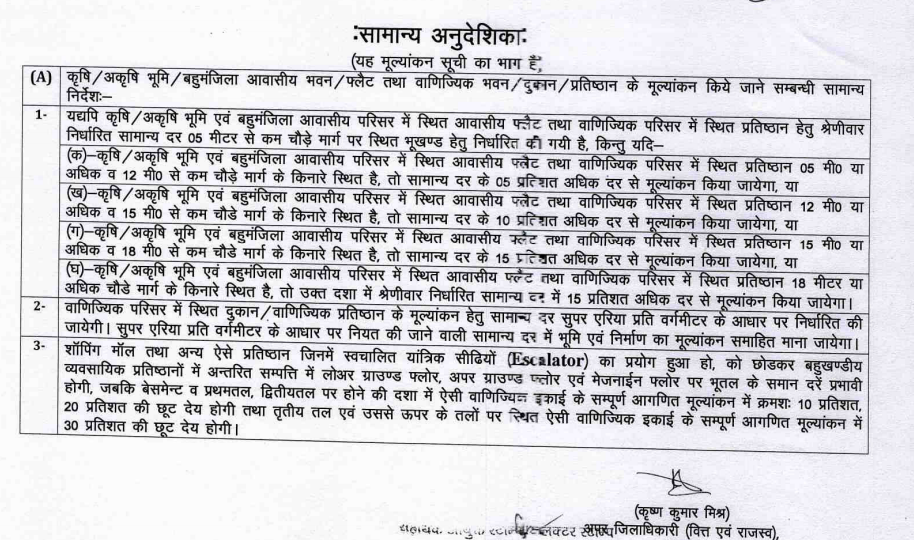 :सामान्य अनुदेशिका:
(यह मूल्यांकन सूची का भाग है)
(A) कृषि/अकृषि भूमि/बहुमंजिला आवासीय भवन/फ्लैट तथा वाणिज्यिक भवन/दुकान/प्रतिष्ठान के मूल्यांकन किये जाने सम्बन्धी सामान्य
निर्देशः–
1- यद्यपि कृषि/अकृषि भूमि एवं बहुमंजिला आवासीय परिसर में स्थित आवासीय फ्लैट तथा वाणिज्यिक परिसर में स्थित प्रतिष्ठान हेतु श्रेणीवार
निर्धारित सामान्य दर 05 मीटर से कम चौड़े मार्ग पर स्थित भूखण्ड हेतु निर्धारित की गयी है, किन्तु यदि–
(क)–कृषि/अकृषि भूमि एवं बहुमंजिला आवासीय परिसर में स्थित आवासीय फ्लैट तथा वाणिज्यिक परिसर में स्थित प्रतिष्ठान 05 मी0 या
अधिक व 12 मी0 से कम चौड़े मार्ग के किनारे स्थित है, तो सामान्य दर के 05 प्रतिशत अधिक दर से मूल्यांकन किया जायेगा, या
(ख)–कृषि/अकृषि भूमि एवं बहुमंजिला आवासीय परिसर में स्थित आवासीय फ्लैट तथा वाणिज्यिक परिसर में स्थित प्रतिष्ठान 12 मी0 या
अधिक व 15 मी0 से कम चौडे मार्ग के किनारे स्थित है, तो सामान्य दर के 10 प्रतिशत अधिक दर से मूल्यांकन किया जायेगा, या
(ग)–कृषि/अकृषि भूमि एवं बहुमंजिला आवासीय परिसर में स्थित आवासीय फ्लैट तथा वाणिज्यिक परिसर में स्थित प्रतिष्ठान 15 मी0 या
अधिक व 18 मी0 से कम चौड़े मार्ग के किनारे स्थित है, तो सामान्य दर के 15 प्रतिशत अधिक दर से मूल्यांकन किया जायेगा, या
(घ)–कृषि/अकृषि भूमि एवं बहुमंजिला आवासीय परिसर में स्थित आवासीय फ्लैट तथा वाणिज्यिक परिसर में स्थित प्रतिष्ठान 18 मीटर या
अधिक चौडे मार्ग के किनारे स्थित है, तो उक्त दशा में श्रेणीवार निर्धारित सामान्य दर में 15 प्रतिशत अधिक दर से मूल्यांकन किया जायेगा।
2- वाणिज्यिक परिसर में स्थित दुकान/वाणिज्यिक प्रतिष्ठान के मूल्यांकन हेतु सामान्य दर सुपर एरिया प्रति वर्गमीटर के आधार पर निर्धारित की
जायेगी। सुपर एरिया प्रति वर्गमीटर के आधार पर नियत की जाने वाली सामान्य दर में भूमि एवं निर्माण का मूल्यांकन समाहित माना जायेगा।
3- शॉपिंग मॉल तथा अन्य ऐसे प्रतिष्ठान जिनमें स्वचालित यांत्रिक सीढियों (Escalator) का प्रयोग हुआ हो, को छोडकर बहुखण्डीय
व्यवसायिक प्रतिष्ठानों में अन्तरित सम्पत्ति में लोअर ग्राउण्ड फ्लोर, अपर ग्राउण्ड फ्लोर एवं मेजनाईन फ्लोर पर भूतल के समान दरें प्रभावी
होगी, जबकि बेसमेन्ट व प्रथमतल, द्वितीयतल पर होने की दशा में ऐसी वाणिज्यिक इकाई के सम्पूर्ण आगणित मूल्यांकन में क्रमशः 10 प्रतिशत,
20 प्रतिशत की छूट देय होगी तथा तृतीय तल एवं उससे ऊपर के तलों पर स्थित ऐसी वाणिज्यिक इकाई के सम्पूर्ण आगणित मूल्यांकन में
30 प्रतिशत की छूट देय होगी।
(कृष्ण कुमार मिश्र)
अपर जिलाधिकारी (वित्त एवं राजस्व),